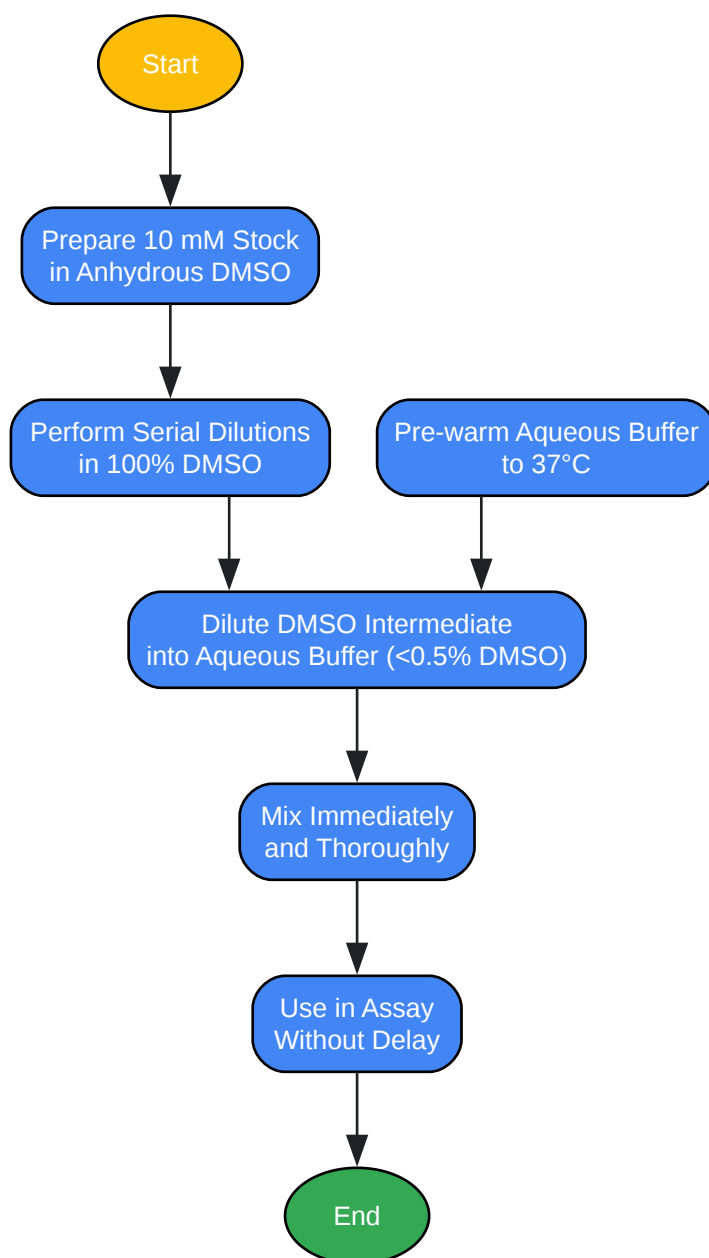 Start
Prepare 10 mM Stock
in Anhydrous DMSO
Perform Serial Dilutions
in 100% DMSO
Pre-warm Aqueous Buffer
to 37°C
Dilute DMSO Intermediate
into Aqueous Buffer (<0.5% DMSO)
Mix Immediately
and Thoroughly
Use in Assay
Without Delay
End